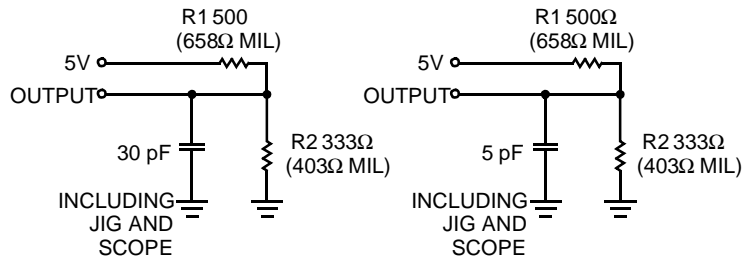 R1 500
(658Ω MIL)
5V
OUTPUT
30 pF
R2 333Ω
(403Ω MIL)
INCLUDING
JIG AND
SCOPE
R1 500Ω
(658Ω MIL)
5V
OUTPUT
5 pF
R2 333Ω
(403Ω MIL)
INCLUDING
JIG AND
SCOPE